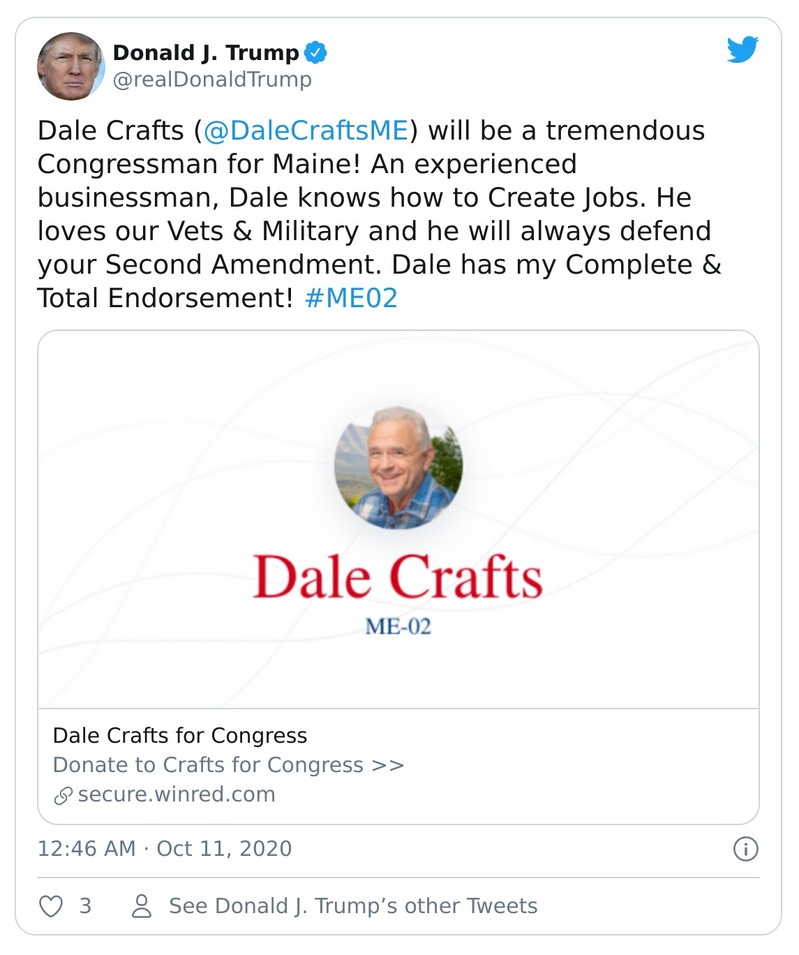 Donald J. Trump
@realDonaldTrump
Dale Crafts (@DaleCraftsME) will be a tremendous
Congressman for Maine! An experienced
businessman, Dale knows how to Create Jobs. He
loves our Vets & Military and he will always defend
your Second Amendment. Dale has my Complete &
Total Endorsement! #ME02
Dale Crafts
ME-02
Dale Crafts for Congress
Donate to Crafts for Congress >>
secure.winred.com
12:46 AM · Oct 11, 2020
3 See Donald J. Trump’s other Tweets